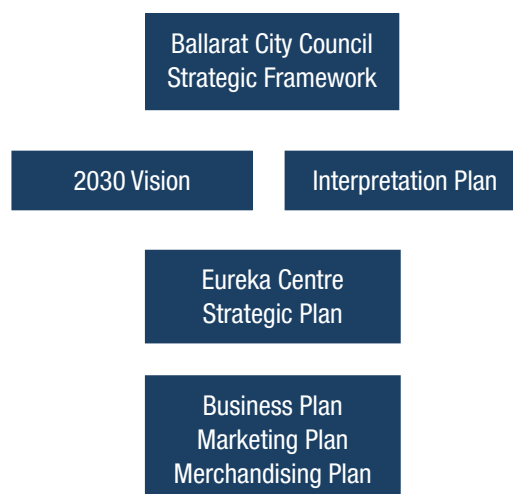 Ballarat City Council
Strategic Framework
2030 Vision
Interpretation Plan
Eureka Centre
Strategic Plan
Business Plan
Marketing Plan
Merchandising Plan